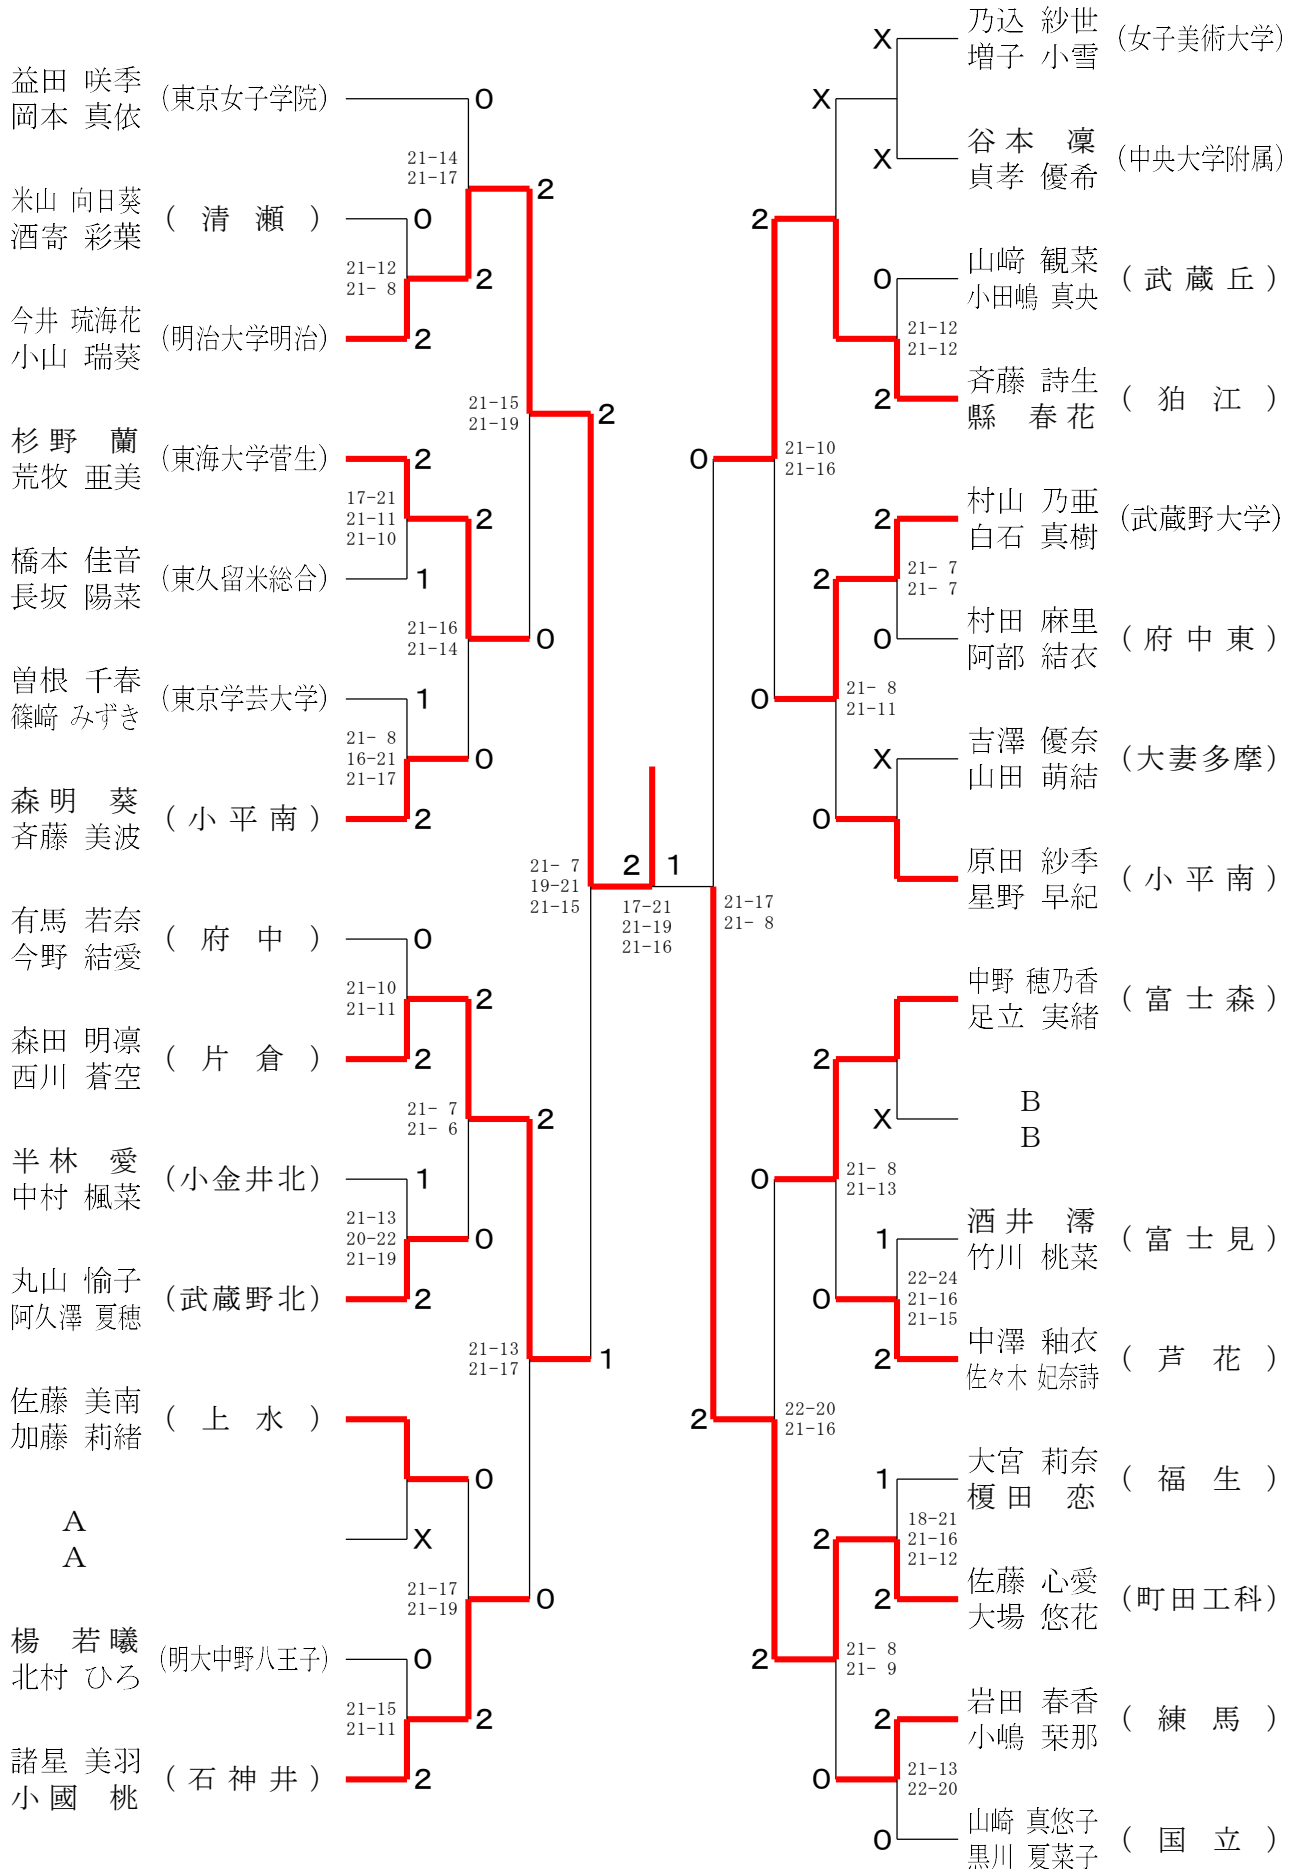 益田 咲季
岡本 真依
(東京女子学院)
0
21-14
21-17
2
米山 向日葵
酒寄 彩葉
( 清 瀬 )
0
21-12
21- 8
2
今井 琉海花
小山 瑞葵
(明治大学明治)
2
21-15
21-19
2
杉野 蘭
荒牧 亜美
(東海大学菅生)
2
17-21
21-11
21-10
2
橋本 佳音
長坂 陽菜
(東久留米総合)
1
21-16
21-14
0
曽根 千春
篠﨑 みずき
(東京学芸大学)
1
21- 8
16-21
21-17
0
森明 葵
斉藤 美波
( 小 平 南 )
2
21- 7
19-21
21-15
有馬 若奈
今野 結愛
( 府 中 )
0
21-10
21-11
2
森田 明凛
西川 蒼空
( 片 倉 )
2
21- 7
21- 6
2
半林 愛
中村 楓菜
(小金井北)
1
21-13
20-22
21-19
0
丸山 愉子
阿久澤 夏穂
(武蔵野北)
2
21-13
21-17
1
佐藤 美南
加藤 莉緒
( 上 水 )
0
A
A
X
21-17
21-19
0
楊 若曦
北村 ひろ
(明大中野八王子)
0
21-15
21-11
2
諸星 美羽
小國 桃
( 石 神 井 )
2
2 1
17-21
21-19
21-16
X
乃込 紗世
増子 小雪
(女子美術大学)
X
X
谷本 凜
貞孝 優希
(中央大学附属)
2
0
山﨑 観菜
小田嶋 真央
( 武 蔵 丘 )
21-12
21-12
2
斉藤 詩生
縣 春花
( 狛 江 )
0
21-10
21-16
2
村山 乃亜
白石 真樹
(武蔵野大学)
2
21- 7
21- 7
0
村田 麻里
阿部 結衣
( 府 中 東 )
0
21- 8
21-11
X
吉澤 優奈
山田 萌結
(大妻多摩)
0
原田 紗季
星野 早紀
( 小 平 南 )
21-17
21- 8
中野 穂乃香
足立 実緒
( 富 士 森 )
2
X
B
B
0
21- 8
21-13
1
酒井 澪
竹川 桃菜
( 富 士 見 )
0
22-24
21-16
21-15
2
中澤 釉衣
佐々木 妃奈詩
( 芦 花 )
2
22-20
21-16
1
大宮 莉奈
榎田 恋
( 福 生 )
2
18-21
21-16
21-12
2
佐藤 心愛
大場 悠花
(町田工科)
2
21- 8
21- 9
2
岩田 春香
小嶋 栞那
( 練 馬 )
0
21-13
22-20
0
山崎 真悠子
黒川 夏菜子
( 国 立 )